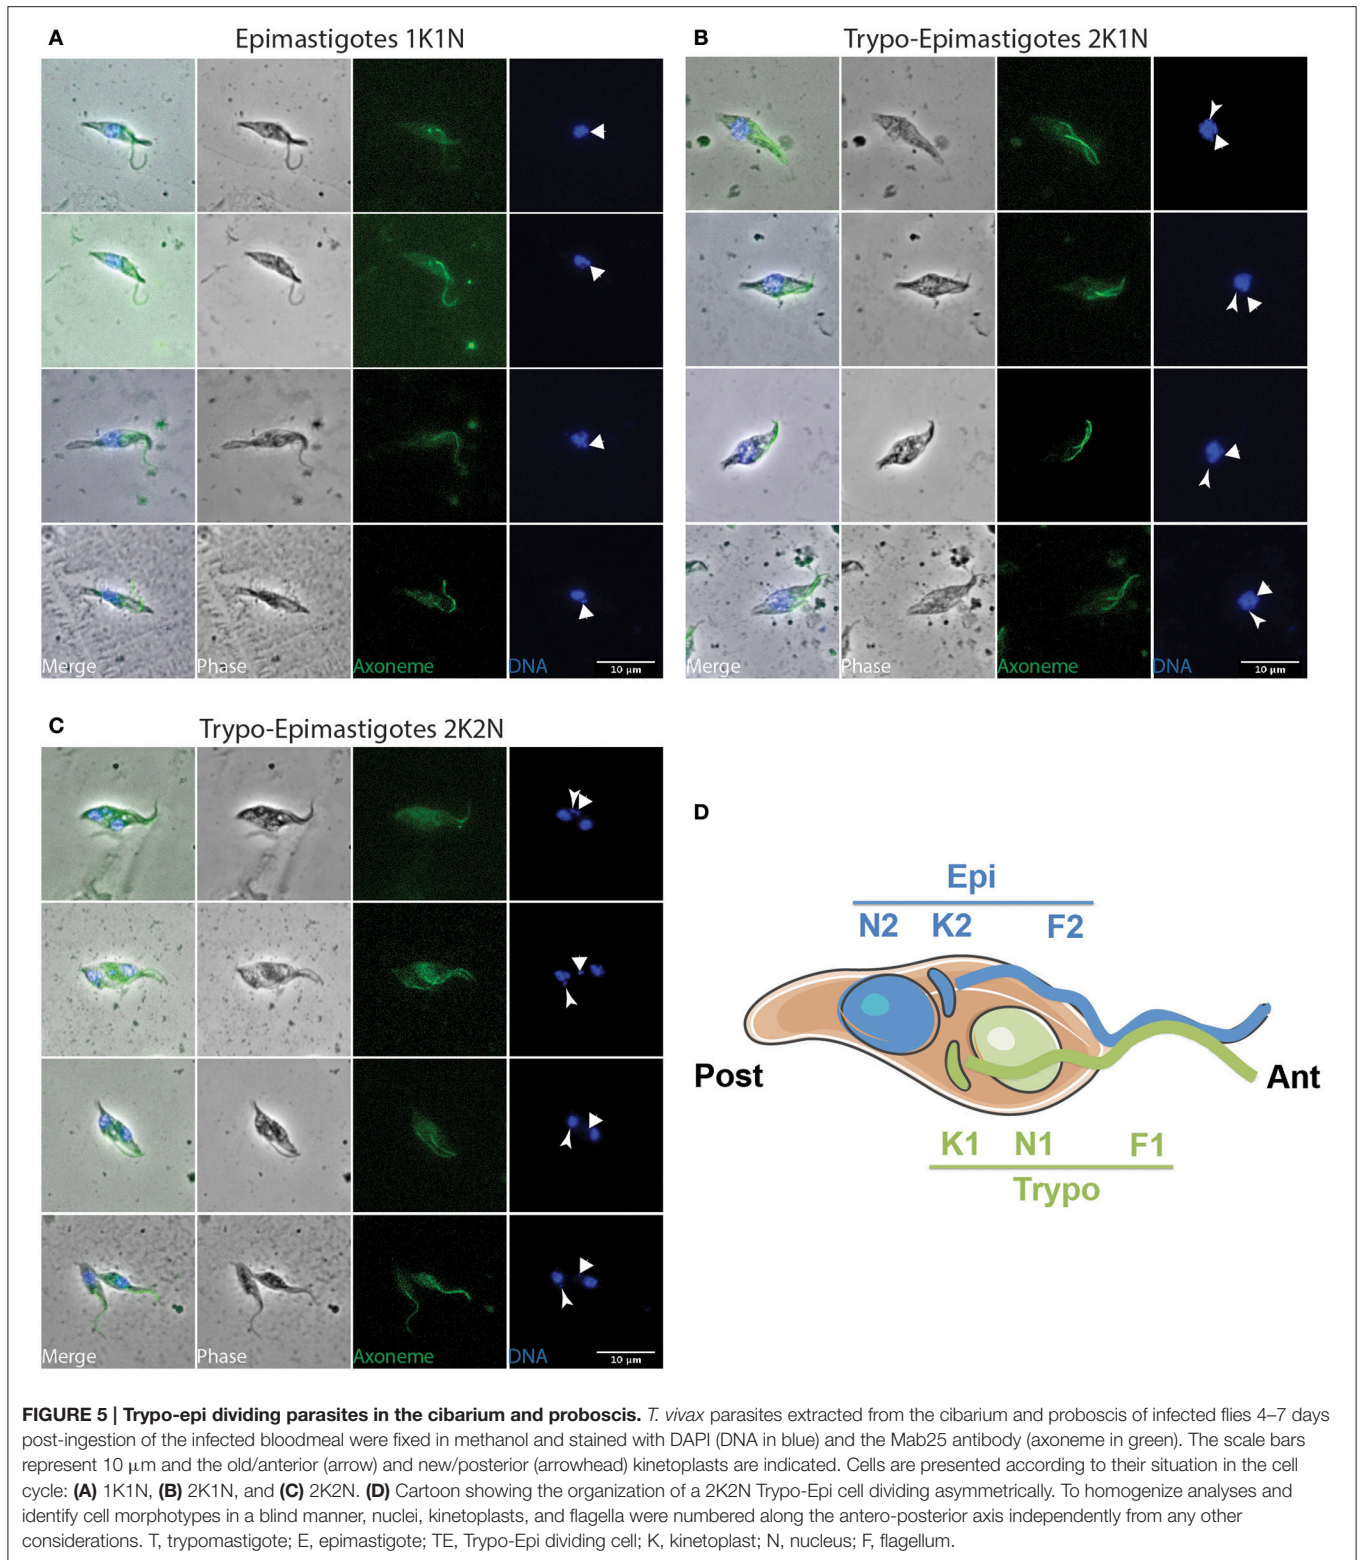 A
Epimastigotes 1K1N
Merge
Phase
Axoneme
DNA
10 µm
B
Trypo-Epimastigotes 2K1N
Merge
Phase
Axoneme
DNA
10 µm
C
Trypo-Epimastigotes 2K2N
Merge
Phase
Axoneme
DNA
10 µm
D
Epi
N2 K2 F2
Post
Ant
K1 N1 F1
Trypo
FIGURE 5 | Trypo-epi dividing parasites in the cibarium and proboscis. T. vivax parasites extracted from the cibarium and proboscis of infected flies 4–7 days
post-ingestion of the infected bloodmeal were fixed in methanol and stained with DAPI (DNA in blue) and the Mab25 antibody (axoneme in green). The scale bars
represent 10 µm and the old/anterior (arrow) and new/posterior (arrowhead) kinetoplasts are indicated. Cells are presented according to their situation in the cell
cycle: (A) 1K1N, (B) 2K1N, and (C) 2K2N. (D) Cartoon showing the organization of a 2K2N Trypo-Epi cell dividing asymmetrically. To homogenize analyses and
identify cell morphotypes in a blind manner, nuclei, kinetoplasts, and flagella were numbered along the antero-posterior axis independently from any other
considerations. T, trypomastigote; E, epimastigote; TE, Trypo-Epi dividing cell; K, kinetoplast; N, nucleus; F, flagellum.